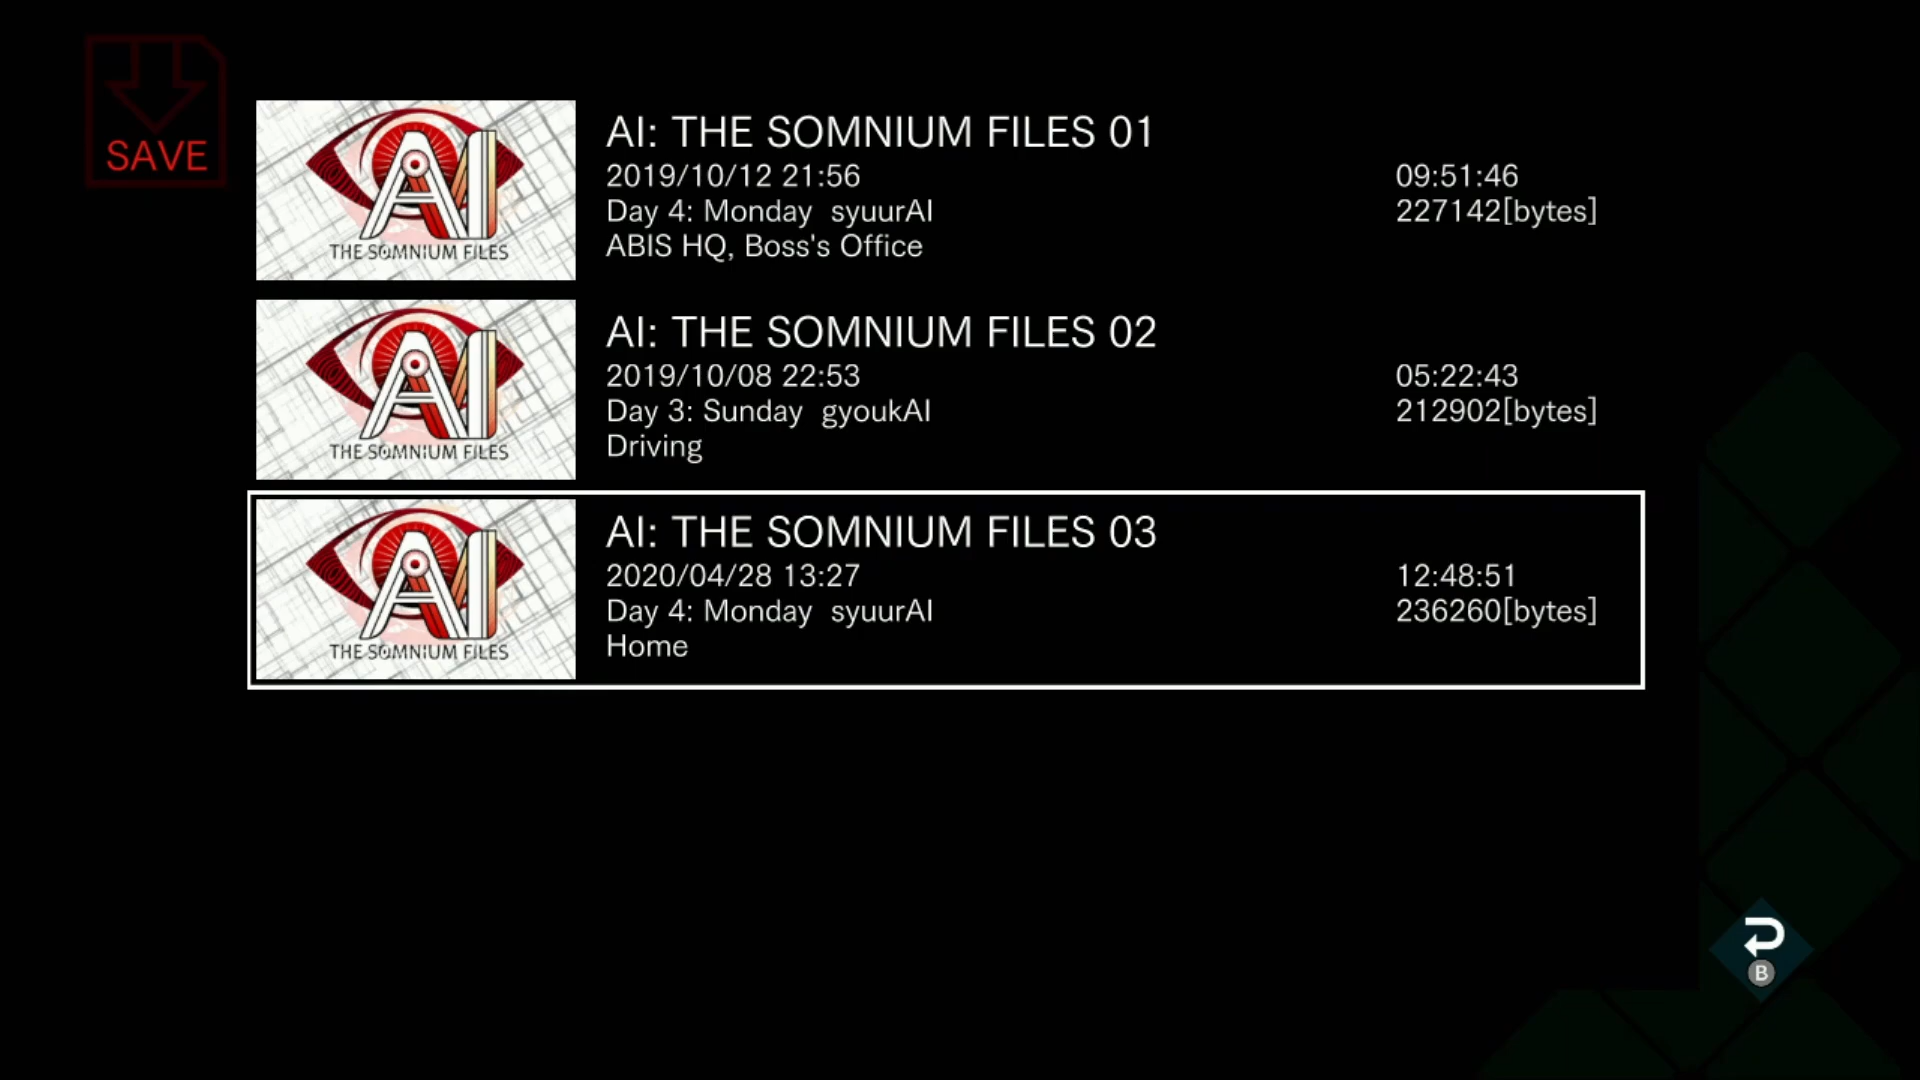 SAVE
AI
THE SOMNIUM FILES
AI: THE SOMNIUM FILES 01
2019/10/12 21:56
09:51:46
Day 4: Monday  syuurAI
227142[bytes]
ABIS HQ, Boss's Office
AI
THE SOMNIUM FILES
AI: THE SOMNIUM FILES 02
2019/10/08 22:53
05:22:43
Day 3: Sunday  gyoukAI
212902[bytes]
Driving
AI
THE SOMNIUM FILES
AI: THE SOMNIUM FILES 03
2020/04/28 13:27
12:48:51
Day 4: Monday  syuurAI
236260[bytes]
Home
B